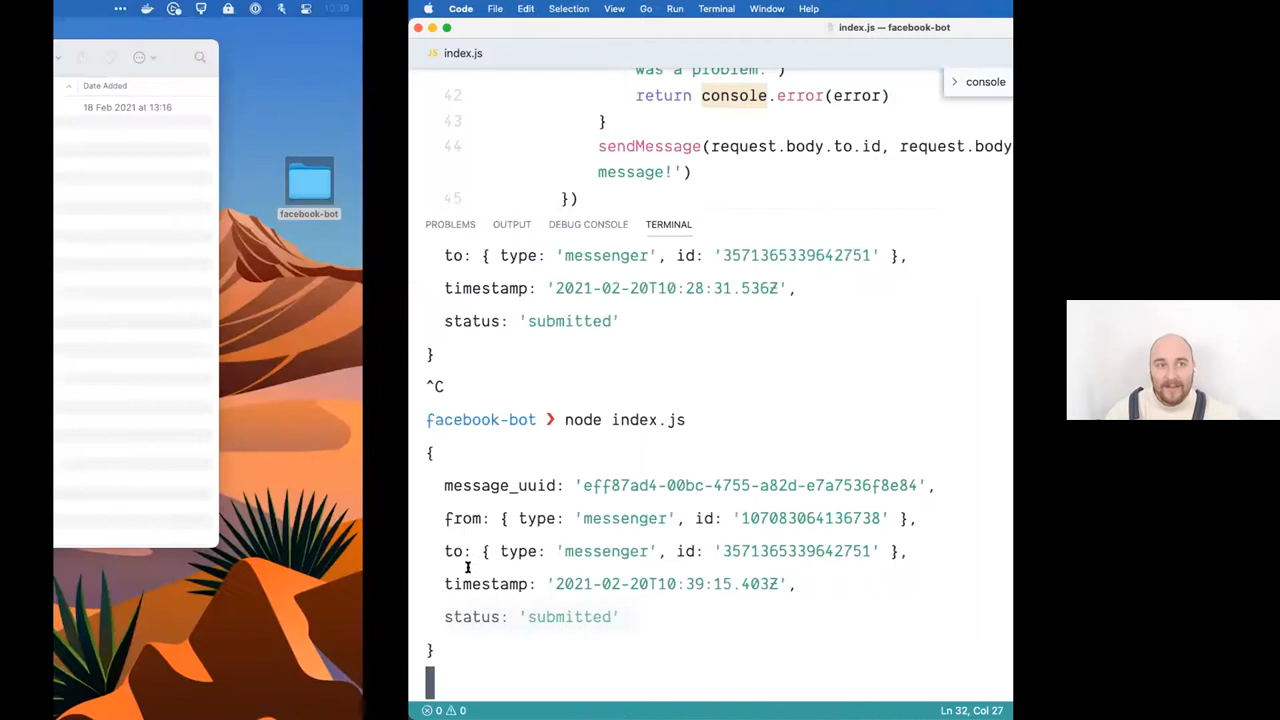 10:39
Date Added
18 Feb 2021 at 13:16
facebook-bot
Code File Edit Selection View Go Run Terminal Window Help
index.js — facebook-bot
JS index.js
was a problem.')
console
42 return console.error(error)
43 }
44 sendMessage(request.body.to.id, request.body
message!')
45 })
PROBLEMS OUTPUT DEBUG CONSOLE TERMINAL
to: { type: 'messenger', id: '3571365339642751' },
timestamp: '2021-02-20T10:28:31.536Z',
status: 'submitted'
}
^C
facebook-bot ❯ node index.js
{
message_uuid: 'eff87ad4-00bc-4755-a82d-e7a7536f8e84',
from: { type: 'messenger', id: '107083064136738' },
to: { type: 'messenger', id: '3571365339642751' },
timestamp: '2021-02-20T10:39:15.403Z',
status: 'submitted'
}
0 0 Ln 32, Col 27